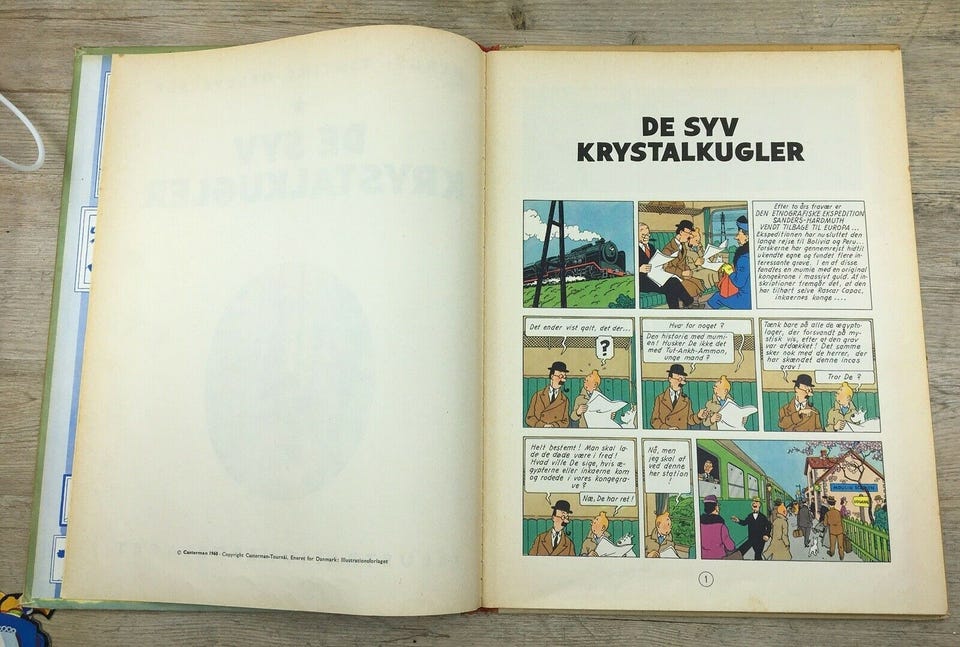 © Casterman 1960 · Copyright Casterman-Tournai. Eneret for Danmark: Illustrationsforlaget
DE SYV
KRYSTALKUGLER
Efter to års fravær er
DEN ETNOGRAFISKE EKSPEDITION
SANDERS-HARDMUTH
VENDT TILBAGE TIL EUROPA...
Ekspeditionen har nu sluttet den
lange rejse til Bolivia og Peru...
Forskerne har gennemrejst hidtil
ukendte egne og fundet flere in-
teressante grave. I en af disse
fandtes en mumie med en original
kongekrone i massivt guld. Af in-
skriptioner fremgår det, at den
har tilhørt selve Rascar Capac,
inkaernes konge....
Det ender vist galt, det der...
?
Hva' for noget?
Den historie med mumi-
en! Husker De ikke det
med Tut-Ankh-Ammon,
unge mand?
Tænk bare på alle de ægypto-
loger, der forsvandt på my-
stisk vis, efter at den grav
var afdækket! Det samme
sker nok med de herrer, der
har skændet denne incas
grav!
Tror De?
Helt bestemt! Man skal la-
de de døde være i fred!
Hvad ville De sige, hvis æ-
gypterne eller inkaerne kom
og rodede i vores kongegra-
ve?
Næ, De har ret!
Nå, men
jeg skal af
ved denne
her station!
1